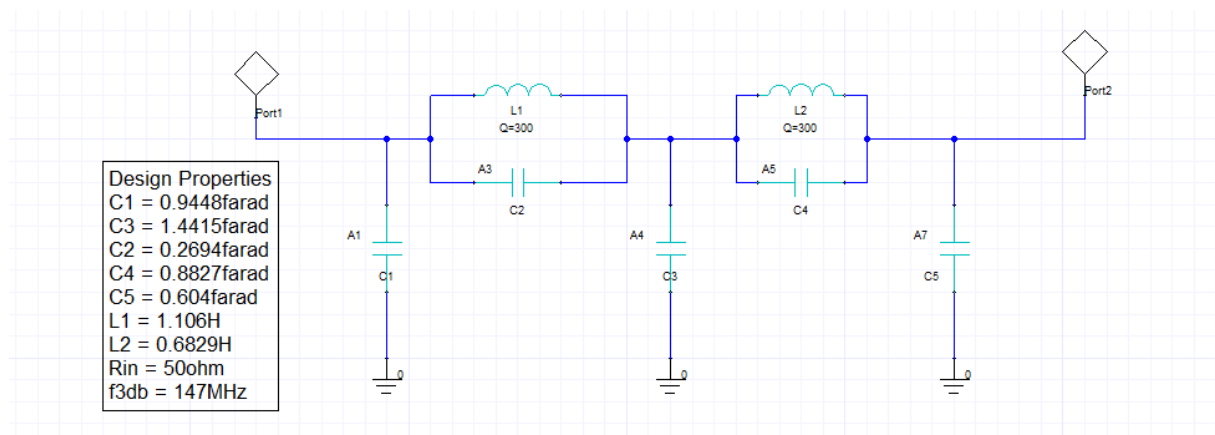 Port1
Port2
L1
Q=300
L2
Q=300
A3
C2
A5
C4
Design Properties
C1 = 0.9448farad
C3 = 1.4415farad
C2 = 0.2694farad
C4 = 0.8827farad
C5 = 0.604farad
L1 = 1.106H
L2 = 0.6829H
Rin = 50ohm
f3db = 147MHz
A1
C1
A4
C3
A7
C5
0
0
0